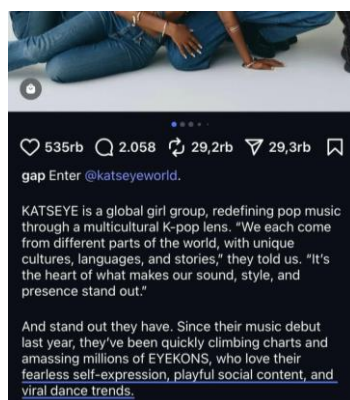 535rb 2.058 29,2rb 29,3rb
gap Enter @katseyeworld.
KATSEYE is a global girl group, redefining pop music
through a multicultural K-pop lens. “We each come
from different parts of the world, with unique
cultures, languages, and stories,” they told us. “It’s
the heart of what makes our sound, style, and
presence stand out.”
And stand out they have. Since their music debut
last year, they’ve been quickly climbing charts and
amassing millions of EYEKONS, who love their
fearless self-expression, playful social content, and
viral dance trends.